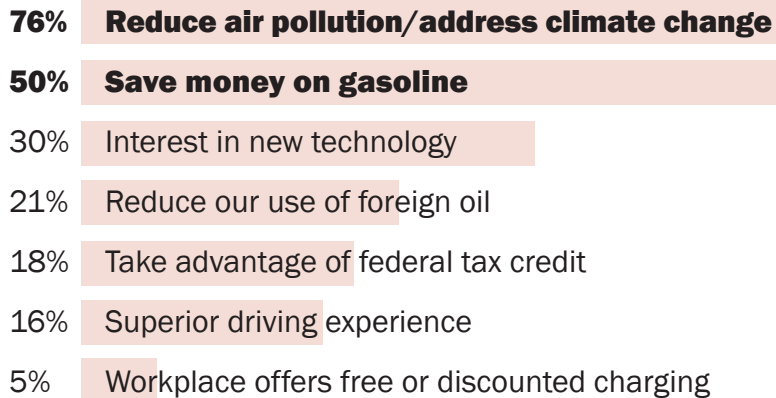 76% Reduce air pollution/address climate change
50% Save money on gasoline
30% Interest in new technology
21% Reduce our use of foreign oil
18% Take advantage of federal tax credit
16% Superior driving experience
5% Workplace offers free or discounted charging